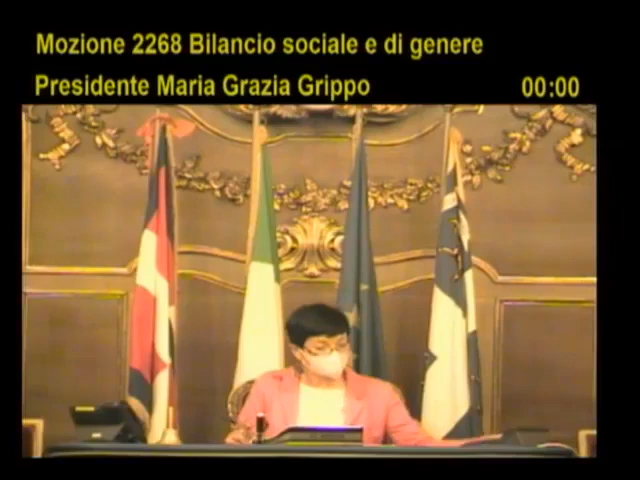 Mozione 2268 Bilancio sociale e di genere
Presidente Maria Grazia Grippo 00:00